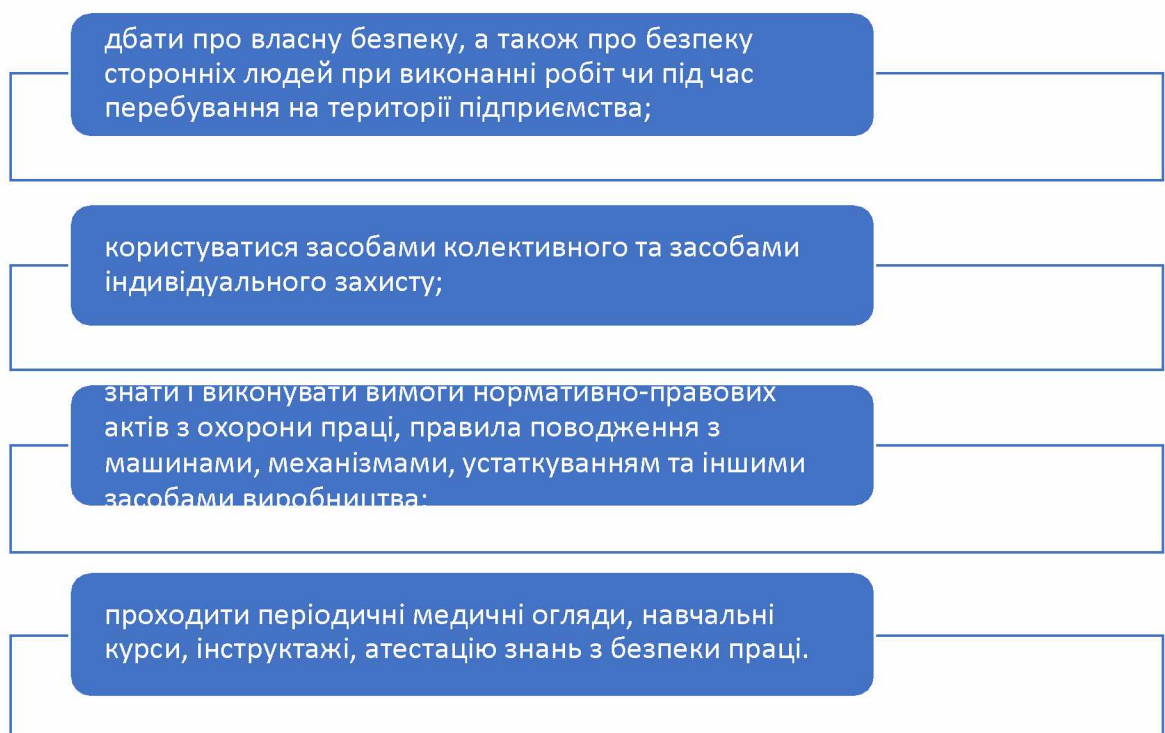 дбати про власну безпеку, а також про безпеку
сторонніх людей при виконанні робіт чи під час
перебування на території підприємства;
користуватися засобами колективного та засобами
індивідуального захисту;
знати і виконувати вимоги нормативно-правових
актів з охорони праці, правила поводження з
машинами, механізмами, устаткуванням та іншими
засобами виробництва;
проходити періодичні медичні огляди, навчальні
курси, інструктажі, атестацію знань з безпеки праці.